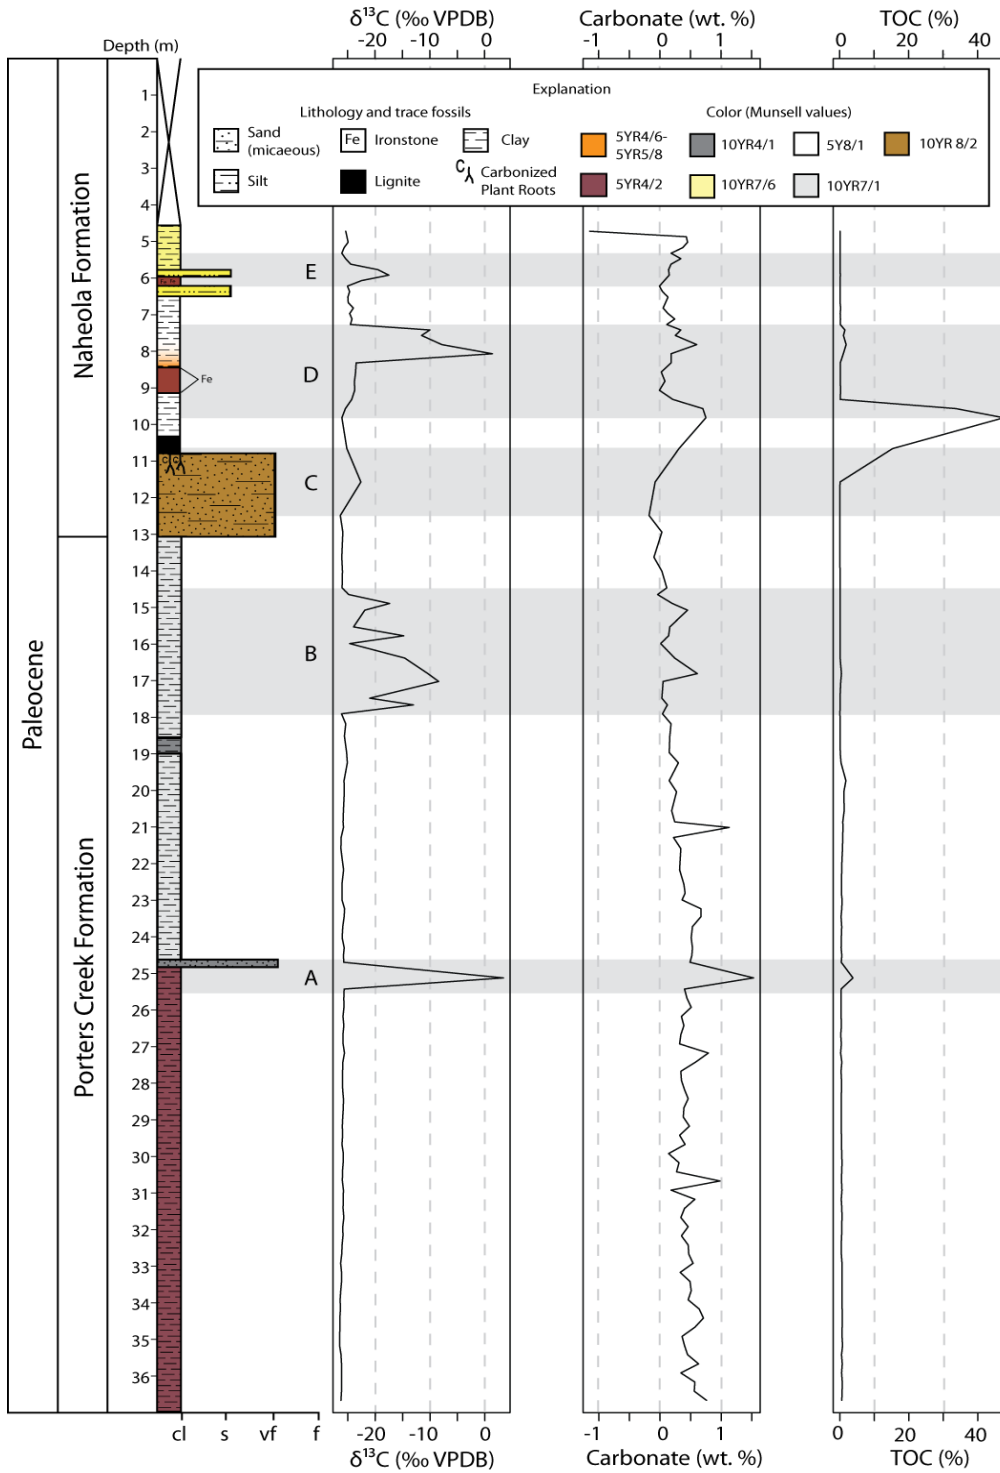 δ¹³C (‰ VPDB) Carbonate (wt. %) TOC (%)
Depth (m) -20 -10 0 -1 0 1 0 20 40
Explanation
Lithology and trace fossils Color (Munsell values)
Sand (micaeous) Fe Ironstone Clay 5YR4/6-5YR5/8 10YR4/1 5Y8/1 10YR 8/2
Silt Lignite C Carbonized Plant Roots 5YR4/2 10YR7/6 10YR7/1
Paleocene
Naheola Formation
Porters Creek Formation
1
2
3
4
5
E
6
7
8
D
Fe
9
10
11
C C
C
12
13
14
15
16
B
17
18
19
20
21
22
23
24
25
A
26
27
28
29
30
31
32
33
34
35
36
cl s vf f -20 -10 0 -1 0 1 0 20 40
δ¹³C (‰ VPDB) Carbonate (wt. %) TOC (%)